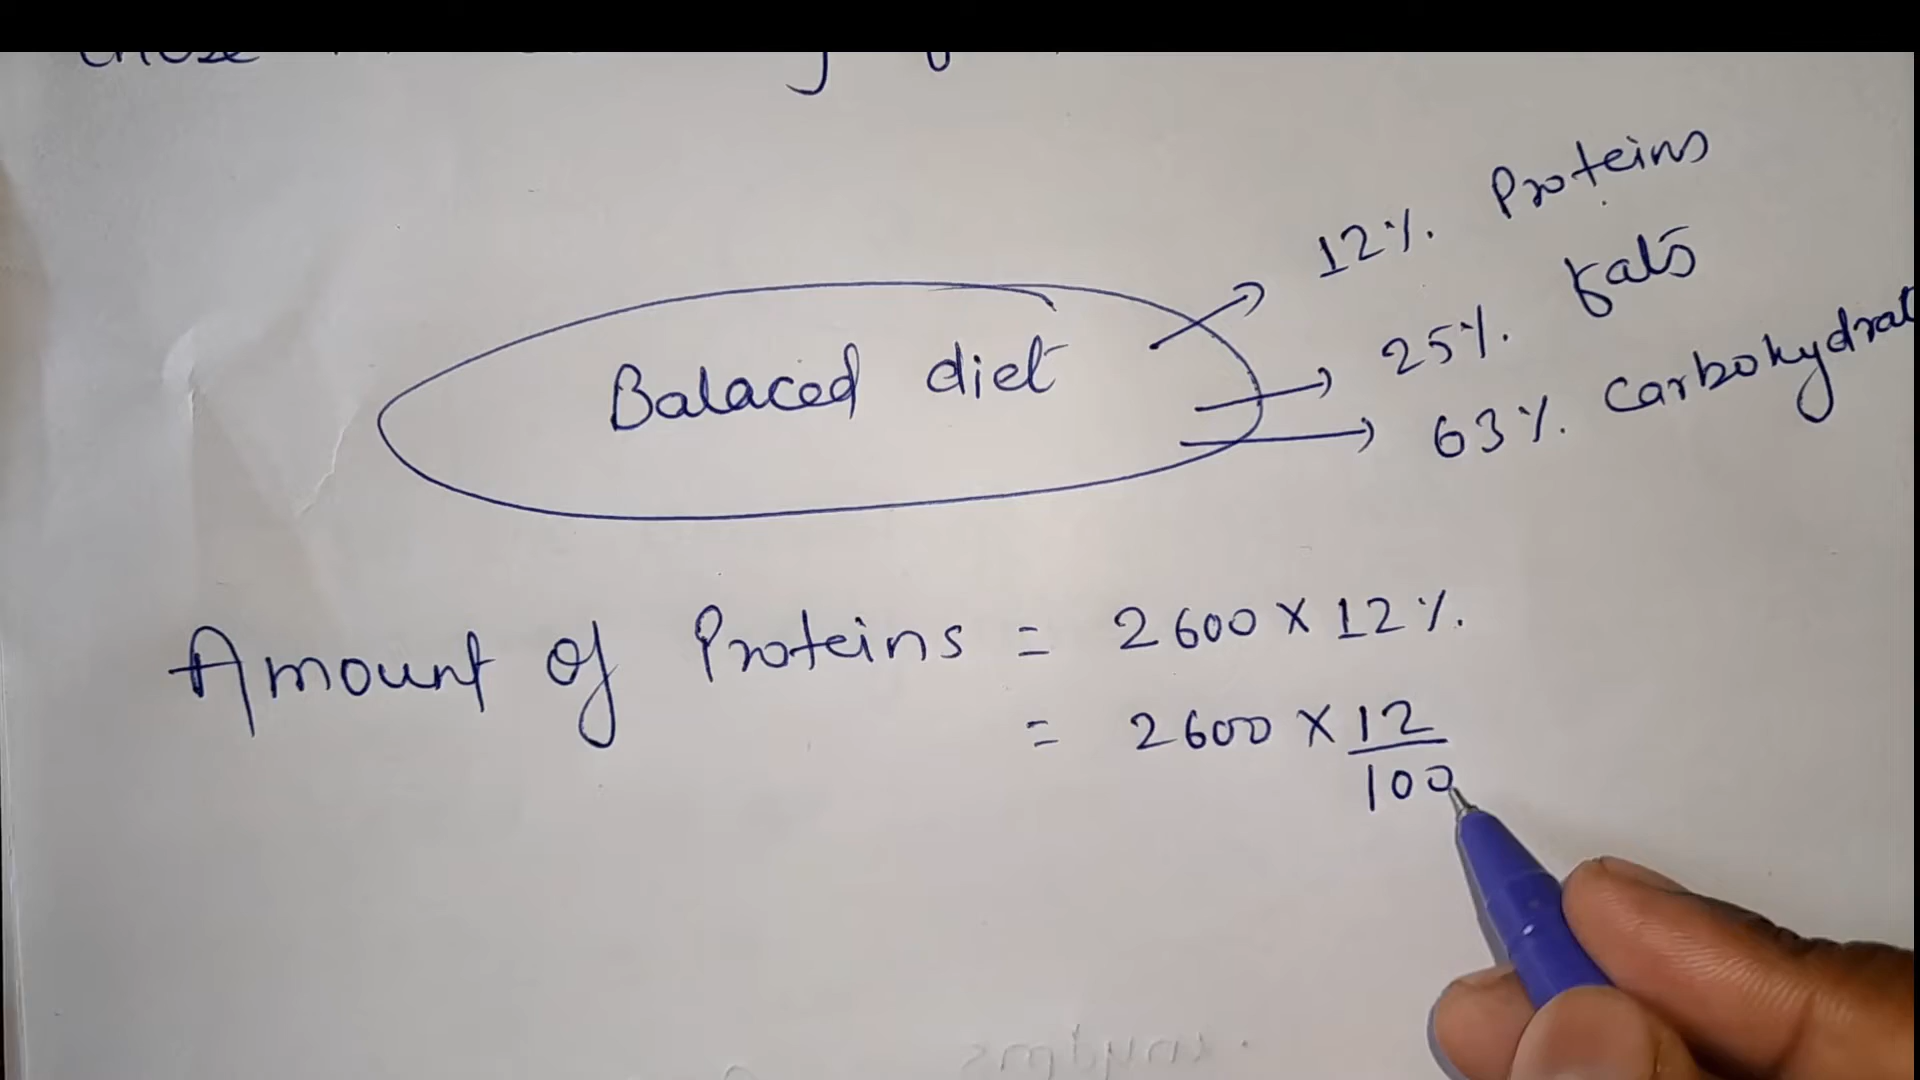 12% Proteins
25% fats
63% Carbohydrat
Balaced diet
Amount of Proteins = 2600 × 12%
= 2600 × 12/100